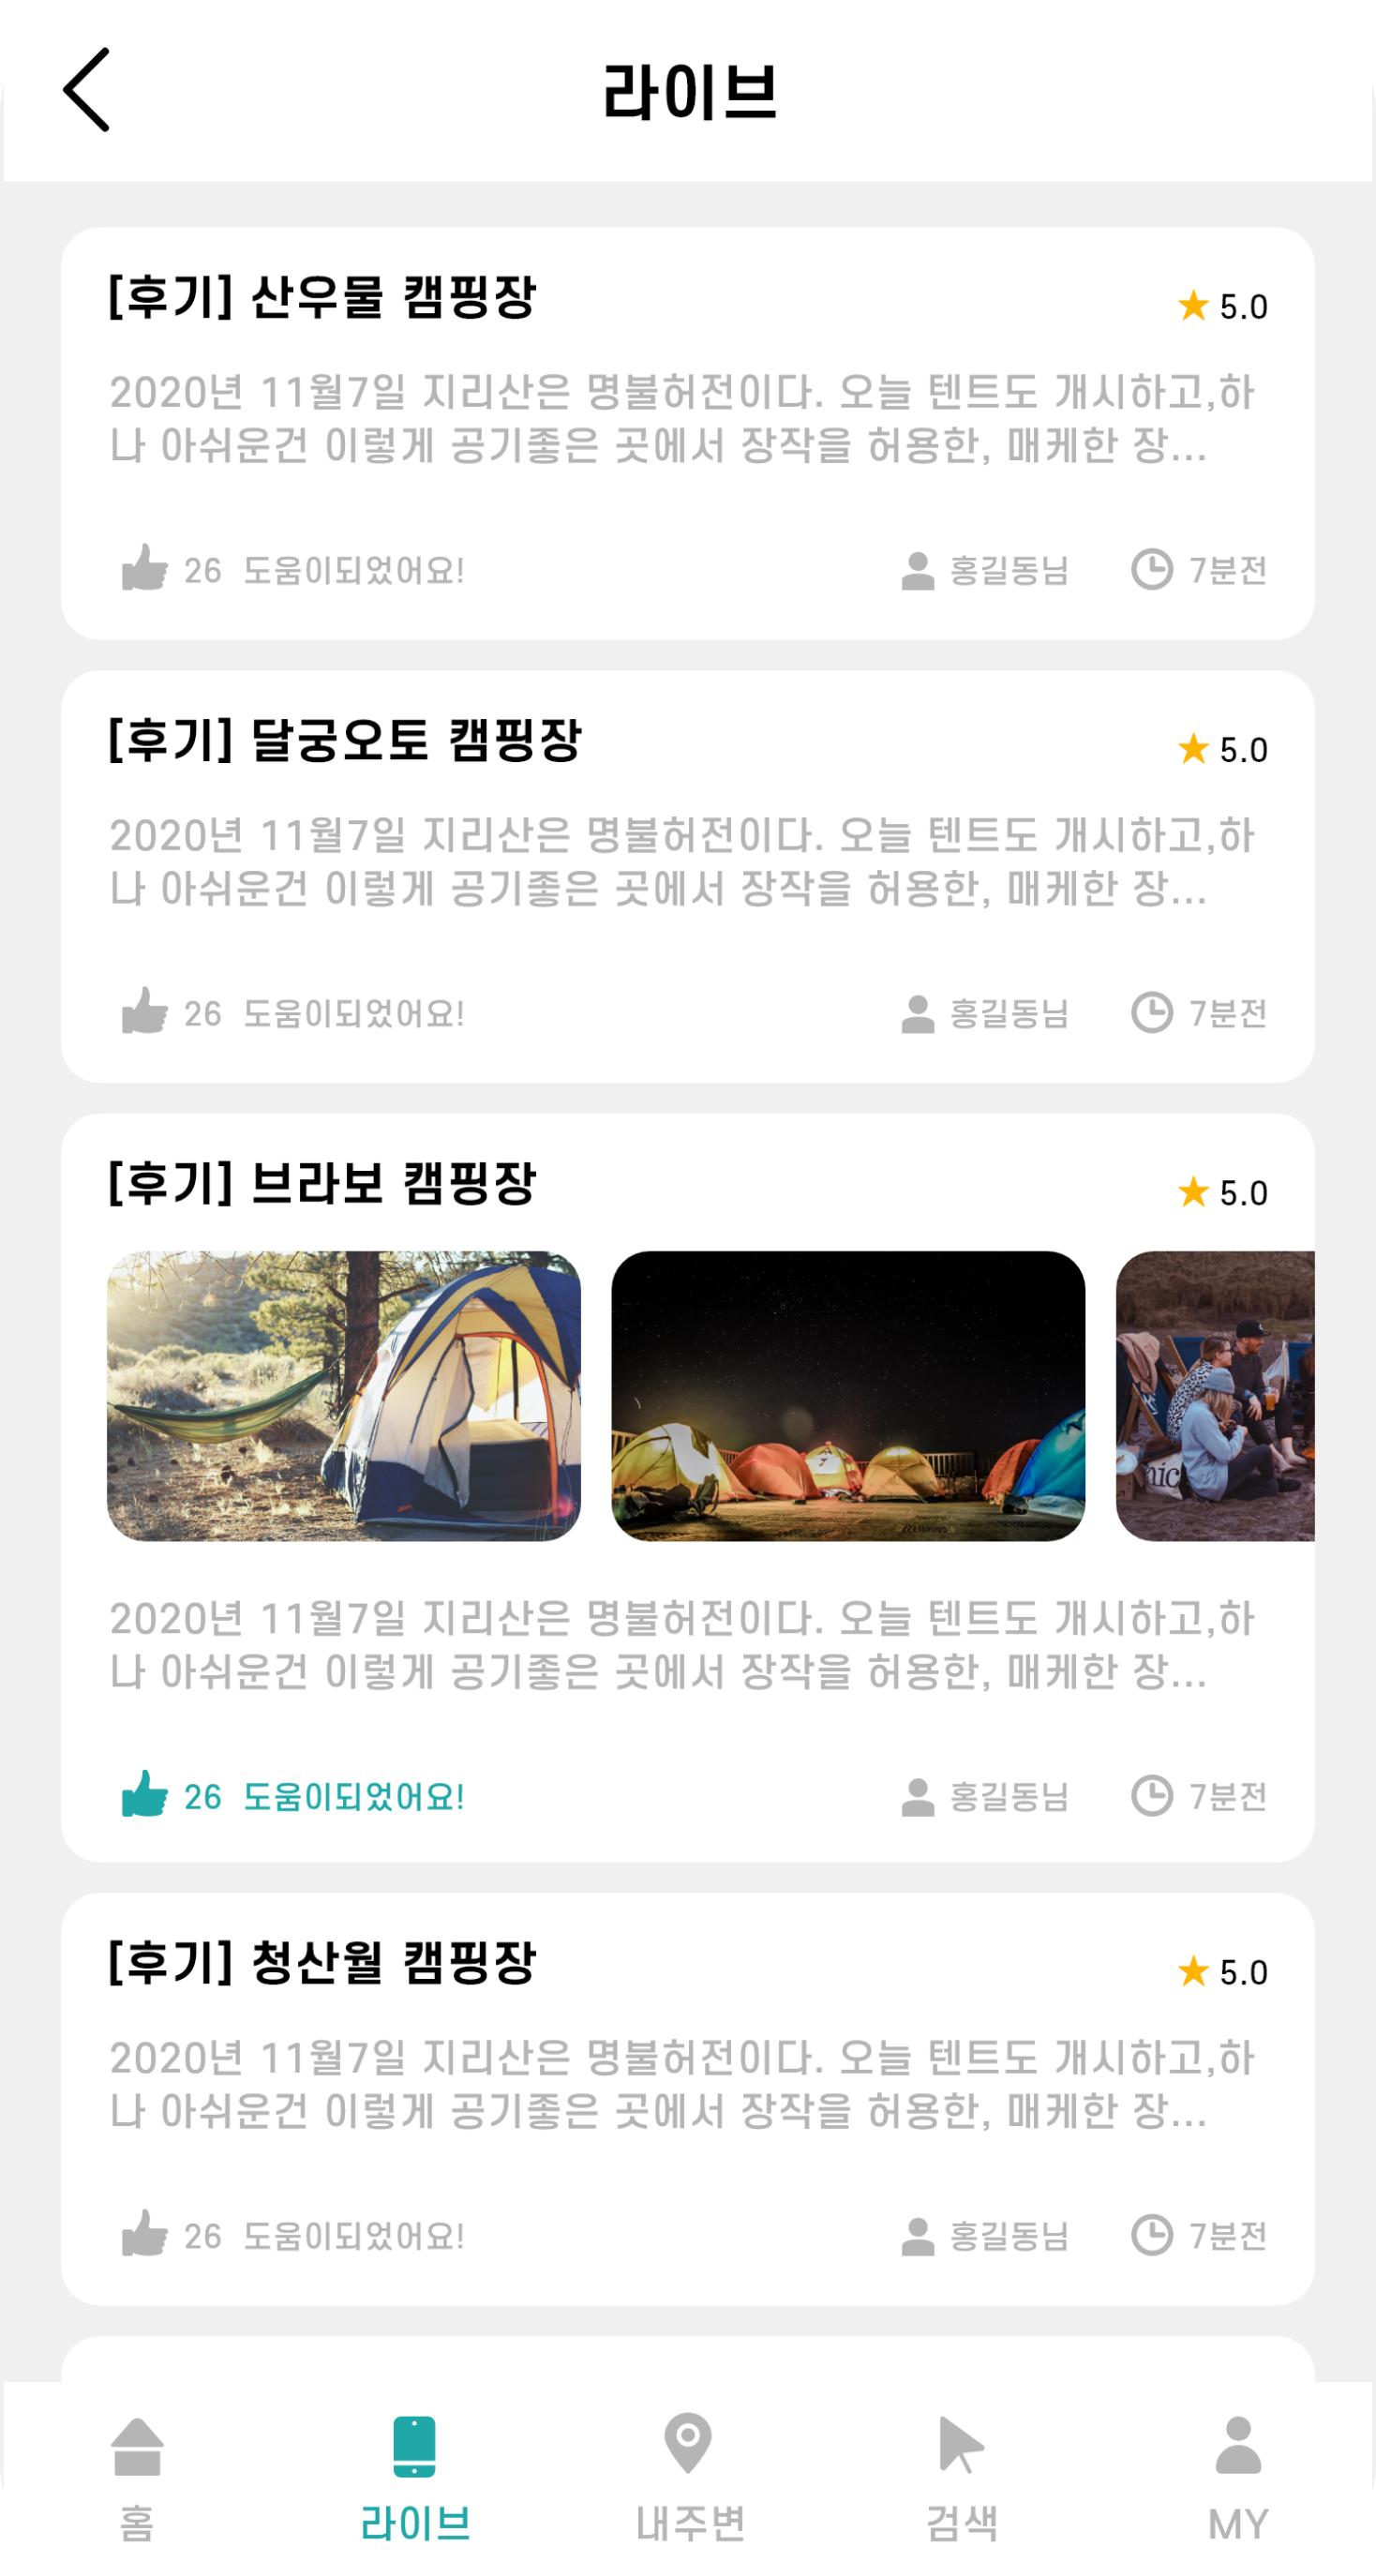 라이브
[후기] 산우물 캠핑장
5.0
2020년 11월7일 지리산은 명불허전이다. 오늘 텐트도 개시하고,하
나 아쉬운건 이렇게 공기좋은 곳에서 장작을 허용한, 매케한 장...
26 도움이되었어요!
홍길동님
7분전
[후기] 달궁오토 캠핑장
5.0
2020년 11월7일 지리산은 명불허전이다. 오늘 텐트도 개시하고,하
나 아쉬운건 이렇게 공기좋은 곳에서 장작을 허용한, 매케한 장...
26 도움이되었어요!
홍길동님
7분전
[후기] 브라보 캠핑장
5.0
2020년 11월7일 지리산은 명불허전이다. 오늘 텐트도 개시하고,하
나 아쉬운건 이렇게 공기좋은 곳에서 장작을 허용한, 매케한 장...
26 도움이되었어요!
홍길동님
7분전
[후기] 청산월 캠핑장
5.0
2020년 11월7일 지리산은 명불허전이다. 오늘 텐트도 개시하고,하
나 아쉬운건 이렇게 공기좋은 곳에서 장작을 허용한, 매케한 장...
26 도움이되었어요!
홍길동님
7분전
홈
라이브
내주변
검색
MY